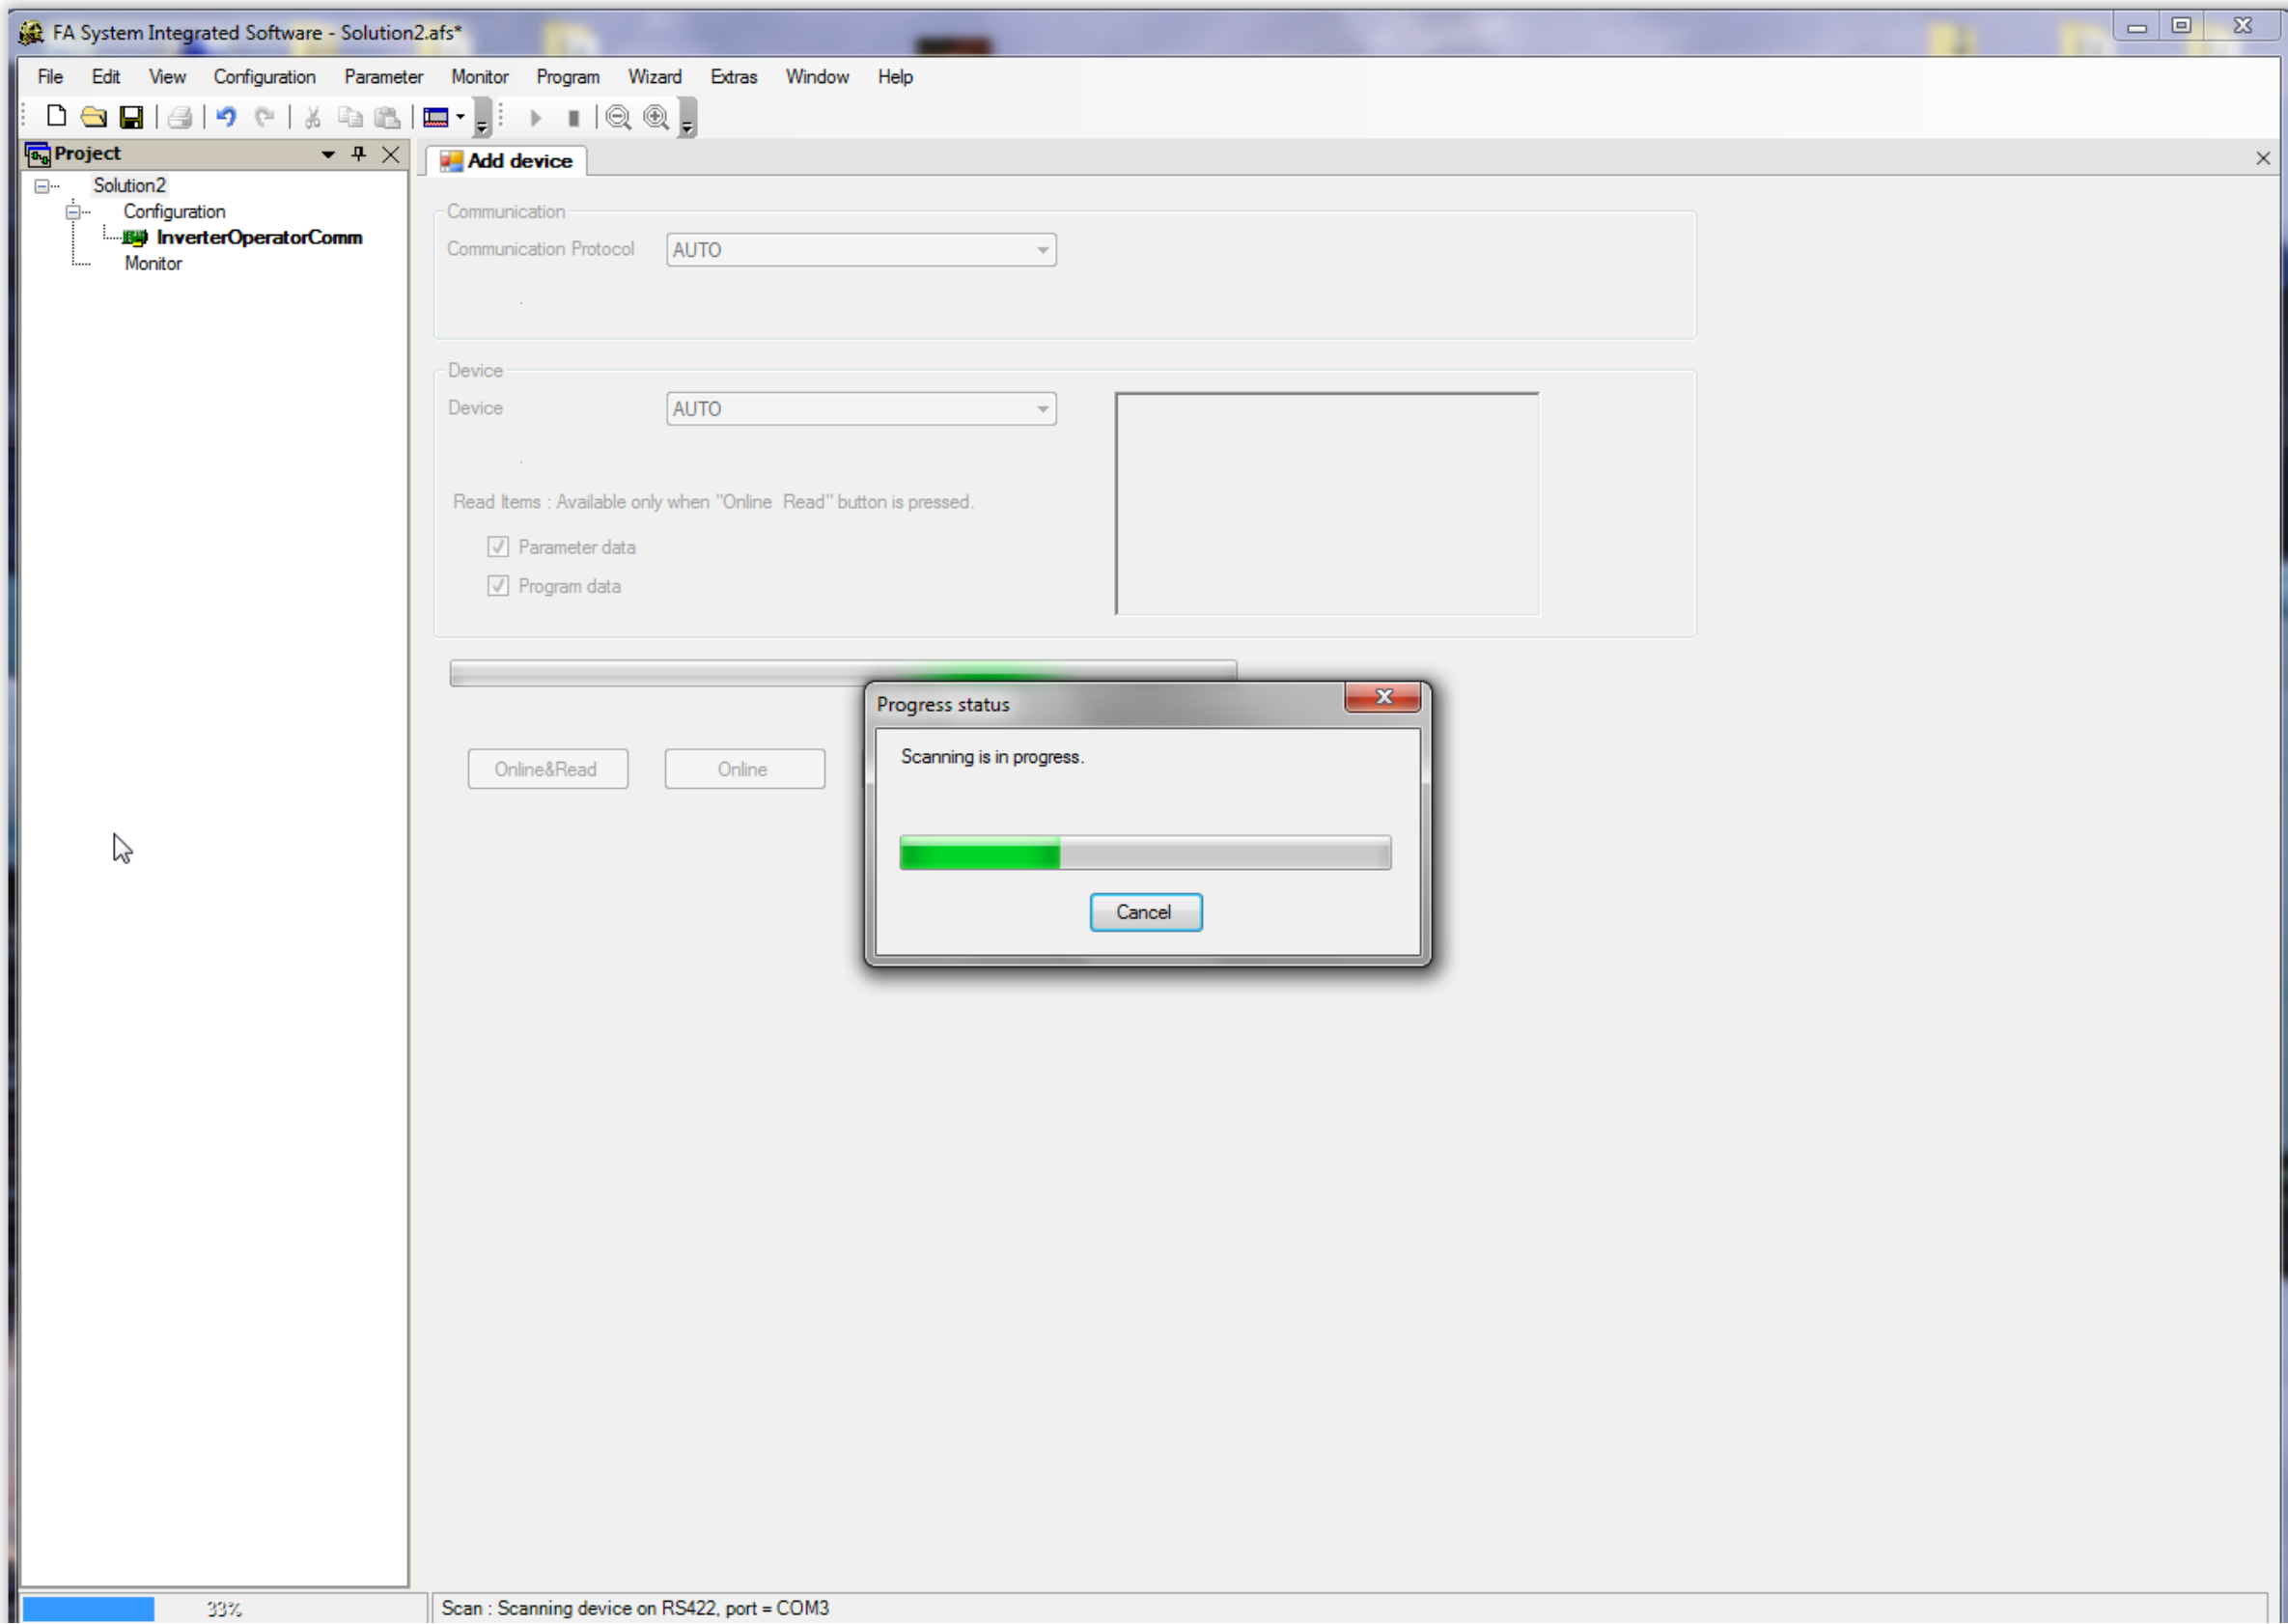 FA System Integrated Software - Solution2.afs*
File Edit View Configuration Parameter Monitor Program Wizard Extras Window Help
Project
Add device
Solution2
Configuration
InverterOperatorComm
Monitor
Communication
Communication Protocol AUTO
.
Device
Device AUTO
.
Read Items : Available only when "Online Read" button is pressed.
Parameter data
Program data
Progress status
Scanning is in progress.
Online&Read Online
Cancel
33% Scan : Scanning device on RS422, port = COM3